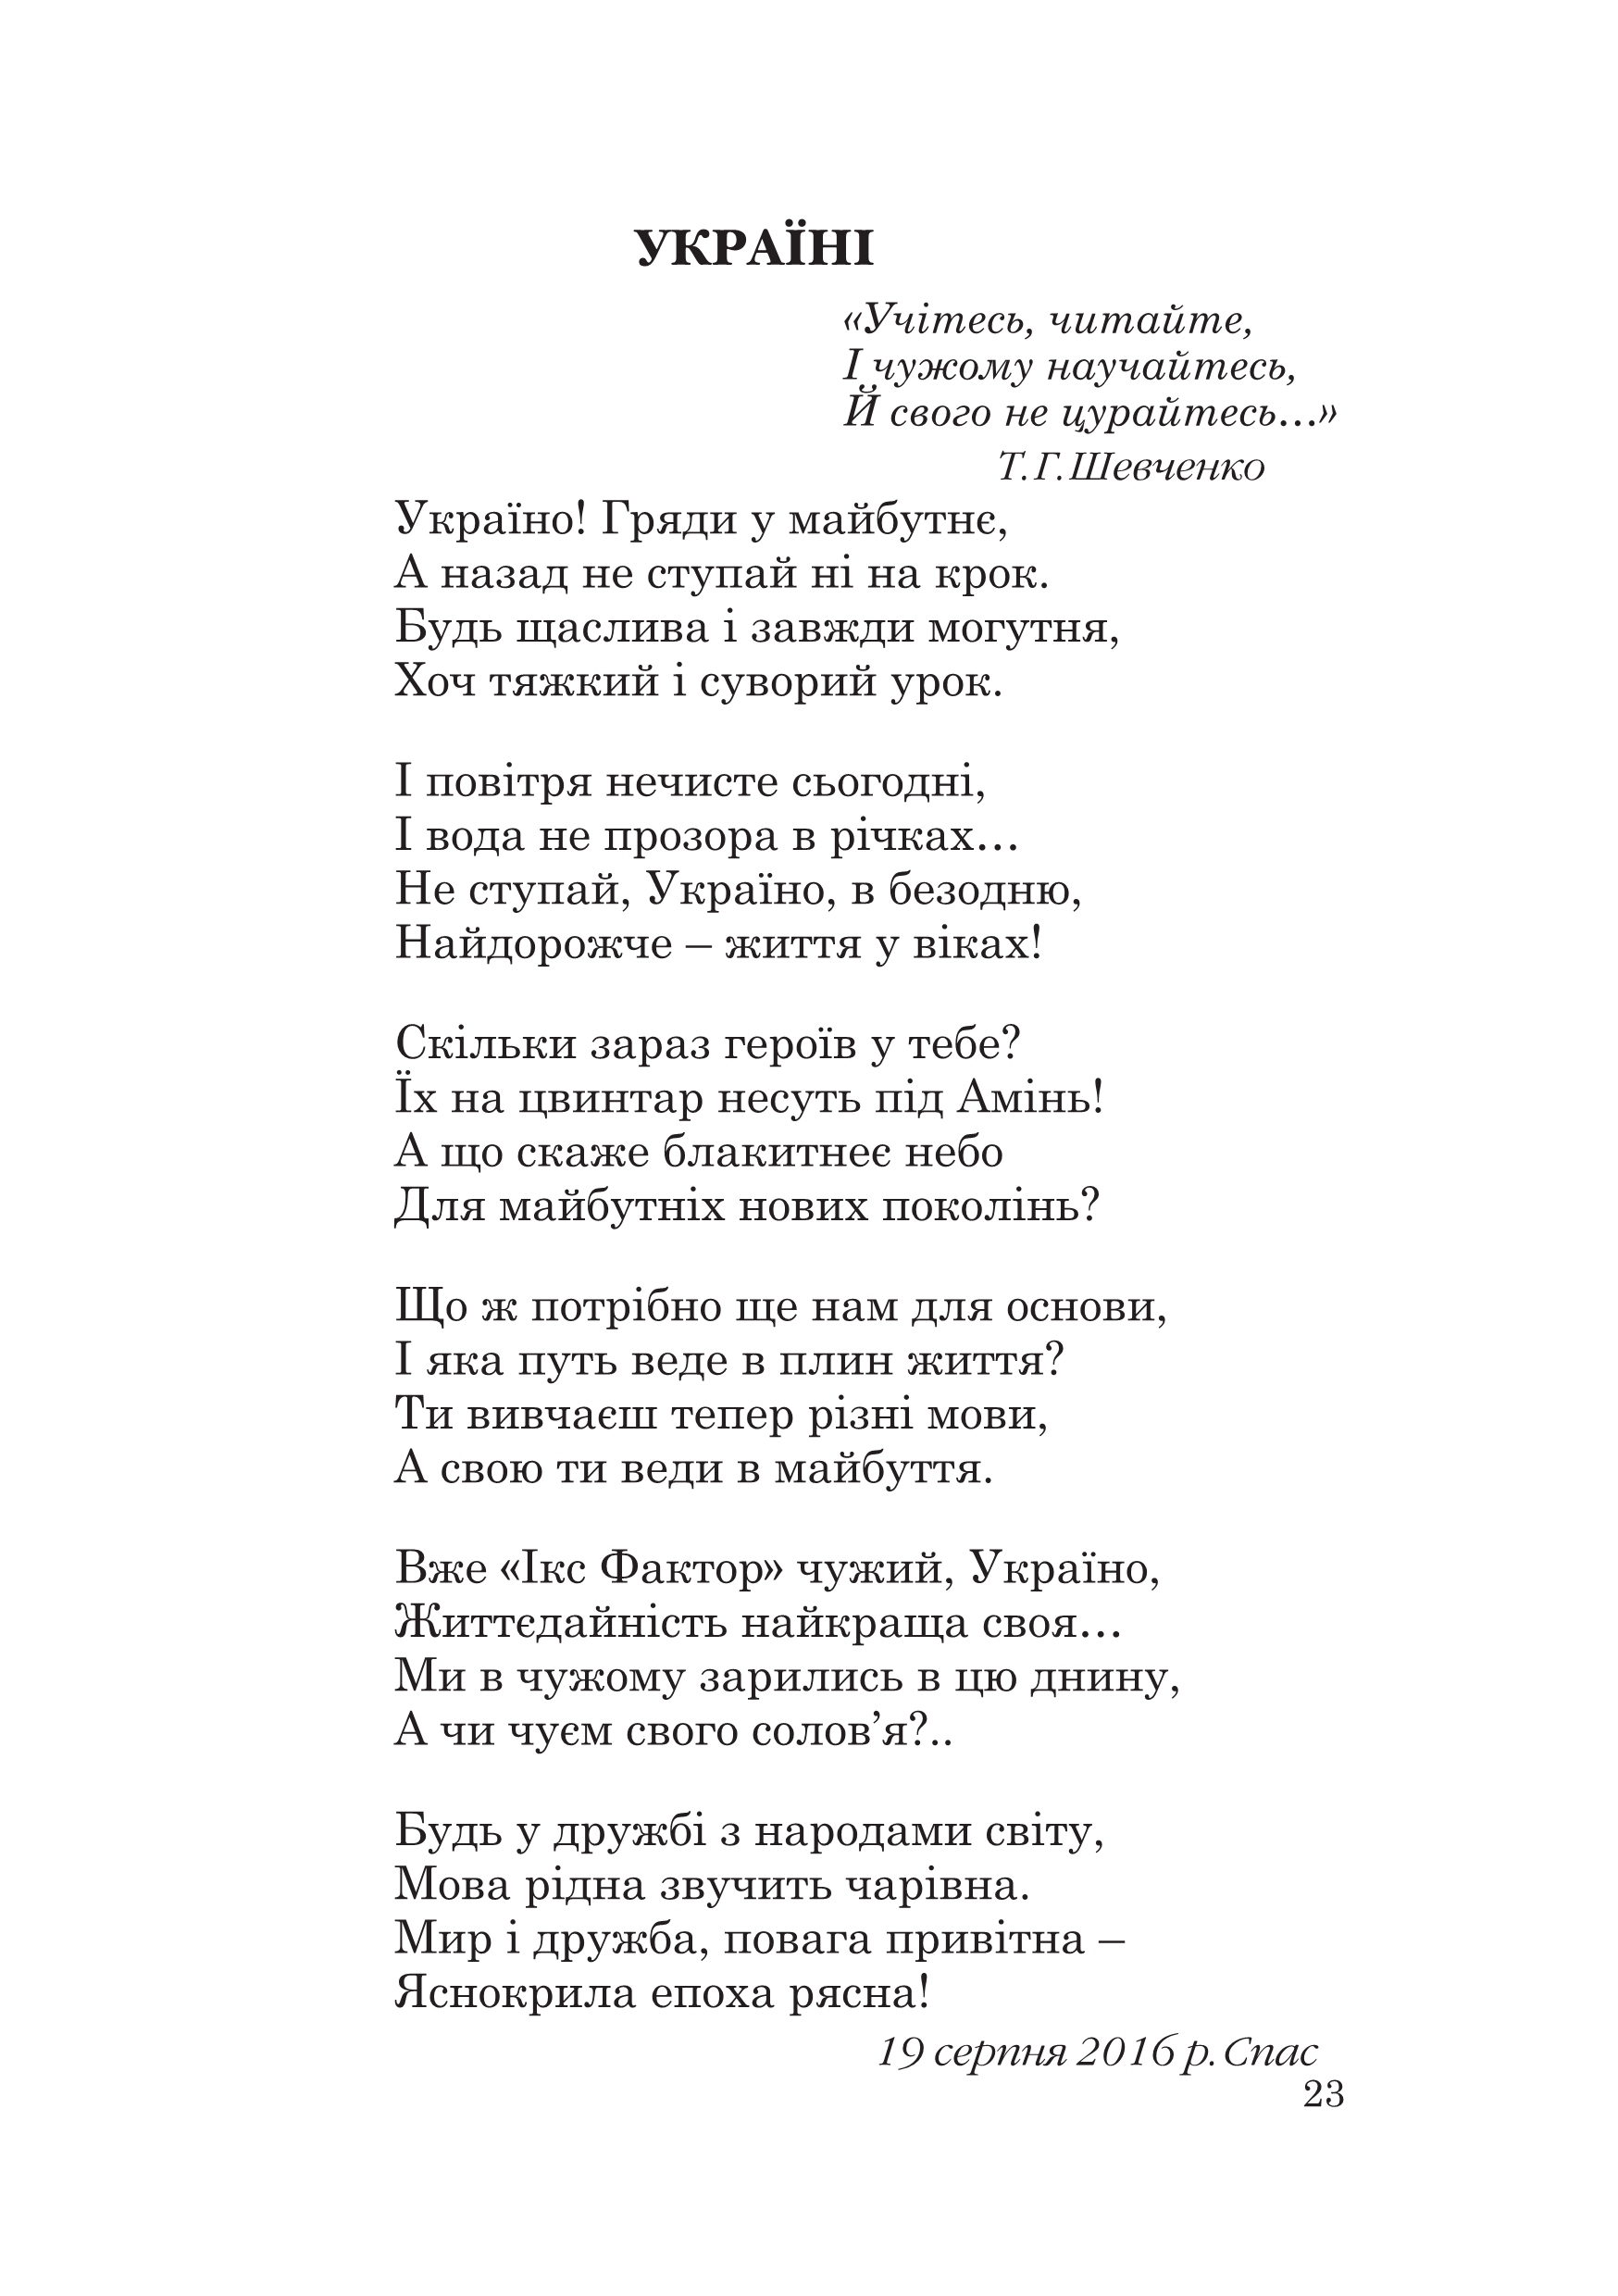 УКРАЇНІ
«Учітесь, читайте,
І чужому научайтесь,
Й свого не цурайтесь...»
Т. Г. Шевченко
Україно! Гряди у майбутнє,
А назад не ступай ні на крок.
Будь щаслива і завжди могутня,
Хоч тяжкий і суворий урок.

І повітря нечисте сьогодні,
І вода не прозора в річках...
Не ступай, Україно, в безодню,
Найдорожче – життя у віках!

Скільки зараз героїв у тебе?
Їх на цвинтар несуть під Амінь!
А що скаже блакитнеє небо
Для майбутніх нових поколінь?

Що ж потрібно ще нам для основи,
І яка путь веде в плин життя?
Ти вивчаєш тепер різні мови,
А свою ти веди в майбуття.

Вже «Ікс Фактор» чужий, Україно,
Життєдайність найкраща своя...
Ми в чужому зарились в цю днину,
А чи чуєм свого солов’я?..

Будь у дружбі з народами світу,
Мова рідна звучить чарівна.
Мир і дружба, повага привітна –
Яснокрила епоха рясна!
19 серпня 2016 р. Спас
23